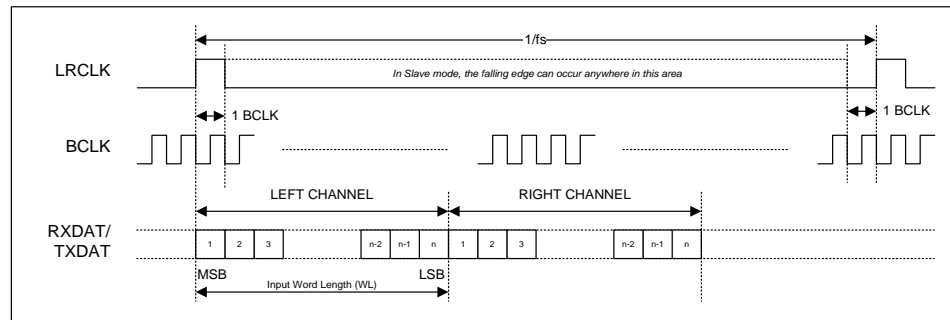 1/fs
LRCLK
In Slave mode, the falling edge can occur anywhere in this area
1 BCLK
1 BCLK
BCLK
LEFT CHANNEL
RIGHT CHANNEL
RXDAT/
TXDAT
1 2 3 n-2 n-1 n 1 2 3 n-2 n-1 n
MSB LSB
Input Word Length (WL)